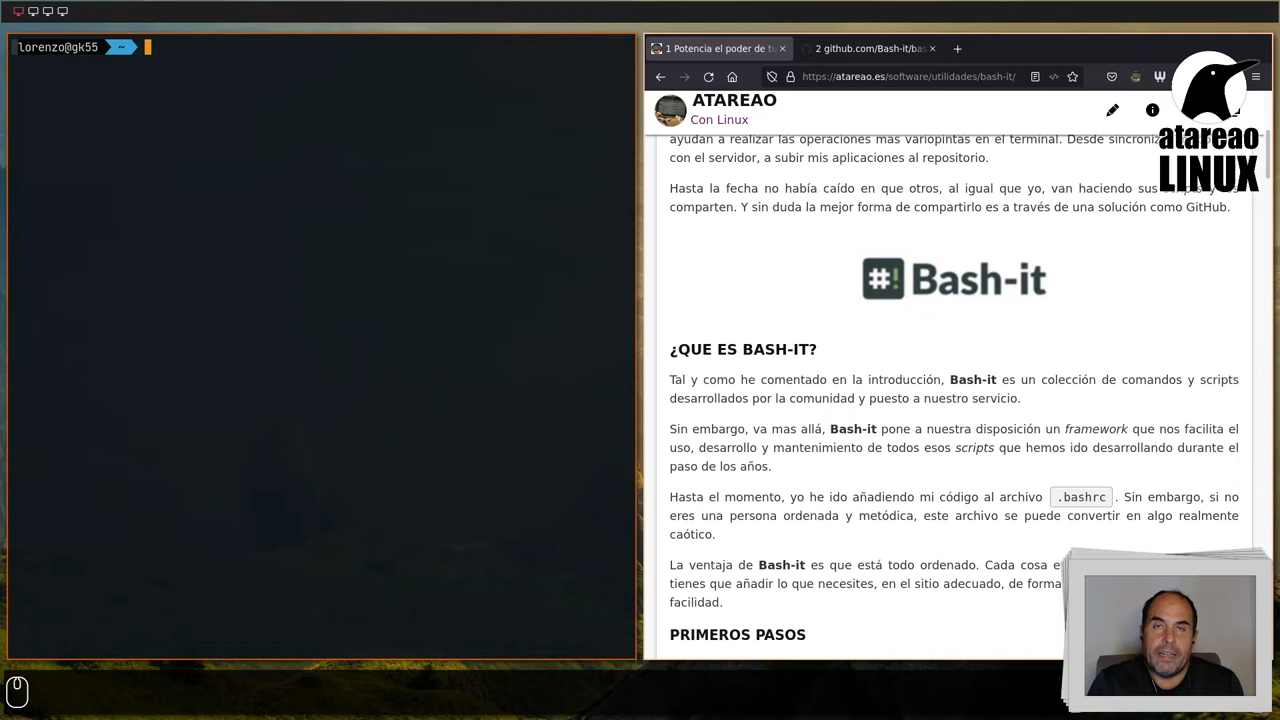 lorenzo@gk55 ~
1 Potencia el poder de tu
2 github.com/Bash-it/bas
https://atareao.es/software/utilidades/bash-it/
ATAREAO
Con Linux
atareao
LINUX
ayudan a realizar las operaciones mas variopintas en el terminal. Desde sincroniz
con el servidor, a subir mis aplicaciones al repositorio.
Hasta la fecha no había caído en que otros, al igual que yo, van haciendo sus scripts y
comparten. Y sin duda la mejor forma de compartirlo es a través de una solución como GitHub.
#! Bash-it
¿QUE ES BASH-IT?
Tal y como he comentado en la introducción, Bash-it es un colección de comandos y scripts
desarrollados por la comunidad y puesto a nuestro servicio.
Sin embargo, va mas allá, Bash-it pone a nuestra disposición un framework que nos facilita el
uso, desarrollo y mantenimiento de todos esos scripts que hemos ido desarrollando durante el
paso de los años.
Hasta el momento, yo he ido añadiendo mi código al archivo .bashrc. Sin embargo, si no
eres una persona ordenada y metódica, este archivo se puede convertir en algo realmente
caótico.
La ventaja de Bash-it es que está todo ordenado. Cada cosa e
tienes que añadir lo que necesites, en el sitio adecuado, de forma
facilidad.
PRIMEROS PASOS